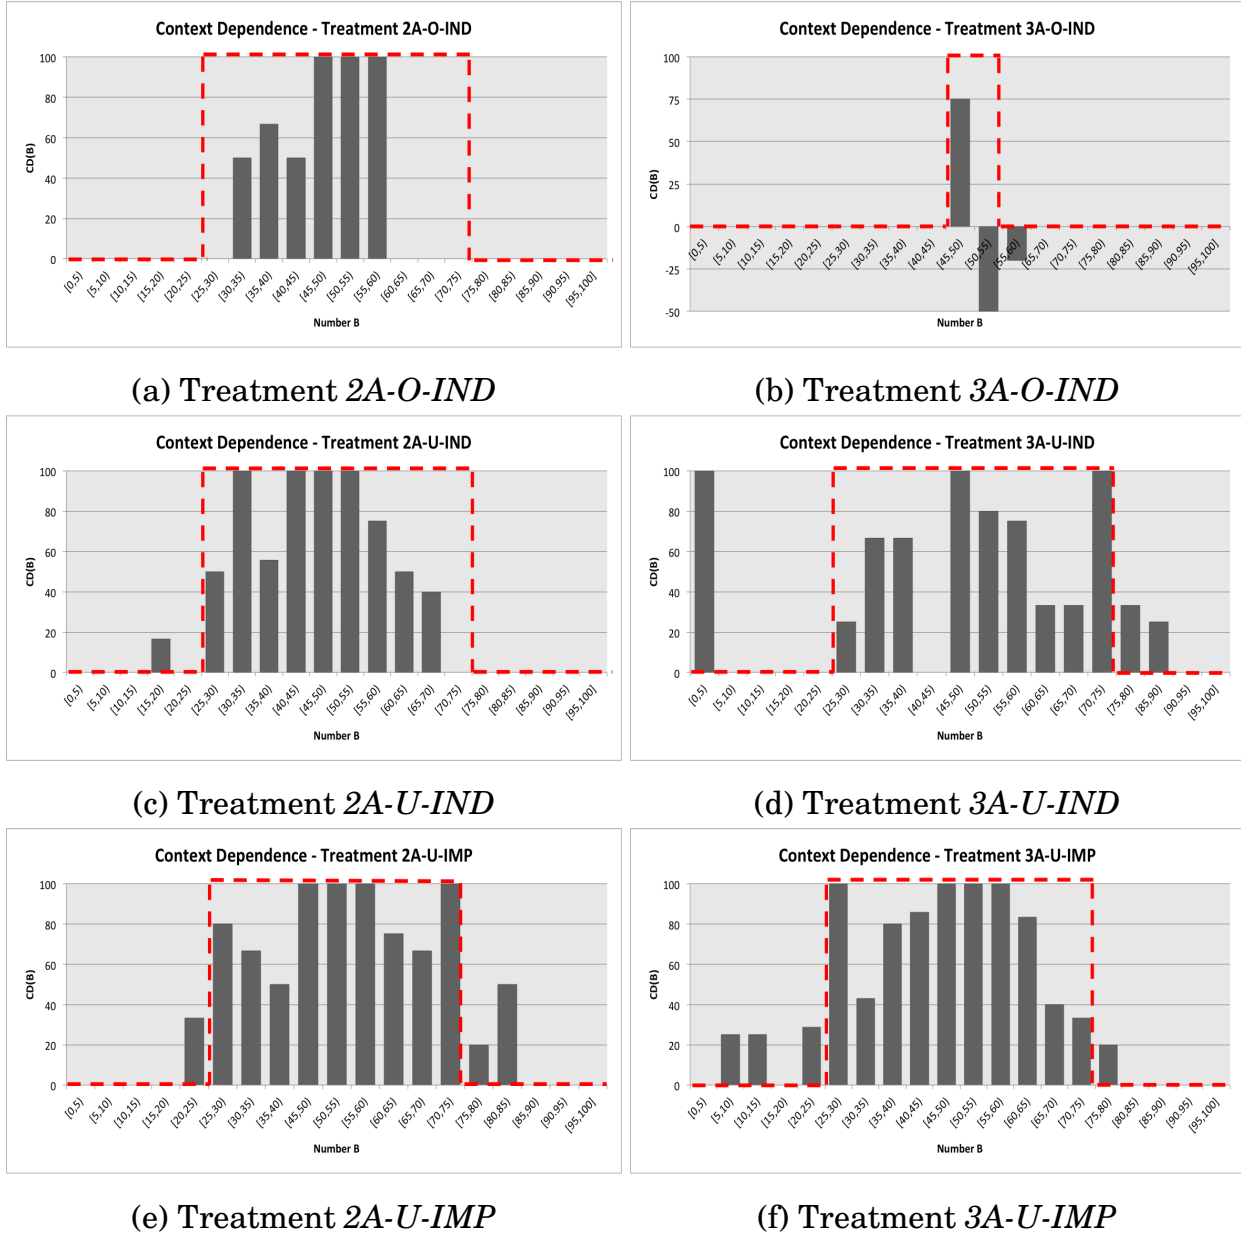 Context Dependence - Treatment 2A-O-IND
CD(B)
100
80
60
40
20
0
[0,5) [5,10) [10,15) [15,20) [20,25) [25,30) [30,35) [35,40) [40,45) [45,50) [50,55) [55,60) [60,65) [65,70) [70,75) [75,80) [80,85) [85,90) [90.95) [95,100]
Number B
(a) Treatment 2A-O-IND
Context Dependence - Treatment 3A-O-IND
CD(B)
100
75
50
25
0
-25
-50
[0,5) [5,10) [10,15) [15,20) [20,25) [25,30) [30,35) [35,40) [40,45) [45,50) [50,55) [55,60) [65,70) [70,75) [75,80) [80,85) [85,90) [90.95) [95,100]
Number B
(b) Treatment 3A-O-IND
Context Dependence - Treatment 2A-U-IND
CD(B)
100
80
60
40
20
0
[0,5) [5,10) [10,15) [15,20) [20,25) [25,30) [30,35) [35,40) [40,45) [45,50) [50,55) [55,60) [60,65) [65,70) [70,75) [75,80) [80,85) [85,90) [90.95) [95,100]
Number B
(c) Treatment 2A-U-IND
Context Dependence - Treatment 3A-U-IND
CD(B)
100
80
60
40
20
0
[0,5) [5,10) [10,15) [15,20) [20,25) [25,30) [30,35) [35,40) [40,45) [45,50) [50,55) [55,60) [60,65) [65,70) [70,75) [75,80) [85,90) [90.95) [95,100]
Number B
(d) Treatment 3A-U-IND
Context Dependence - Treatment 2A-U-IMP
CD(B)
100
80
60
40
20
0
[0,5) [5,10) [10,15) [15,20) [20,25) [25,30) [30,35) [35,40) [45,50) [50,55) [55,60) [60,65) [65,70) [70,75) [75,80) [80,85) [85,90) [90.95) [95,100]
Number B
(e) Treatment 2A-U-IMP
Context Dependence - Treatment 3A-U-IMP
CD(B)
100
80
60
40
20
0
[0,5) [5,10) [10,15) [20,25) [25,30) [30,35) [35,40) [40,45) [45,50) [50,55) [55,60) [60,65) [65,70) [70,75) [75,80) [80,85) [85,90) [90.95) [95,100]
Number B
(f) Treatment 3A-U-IMP